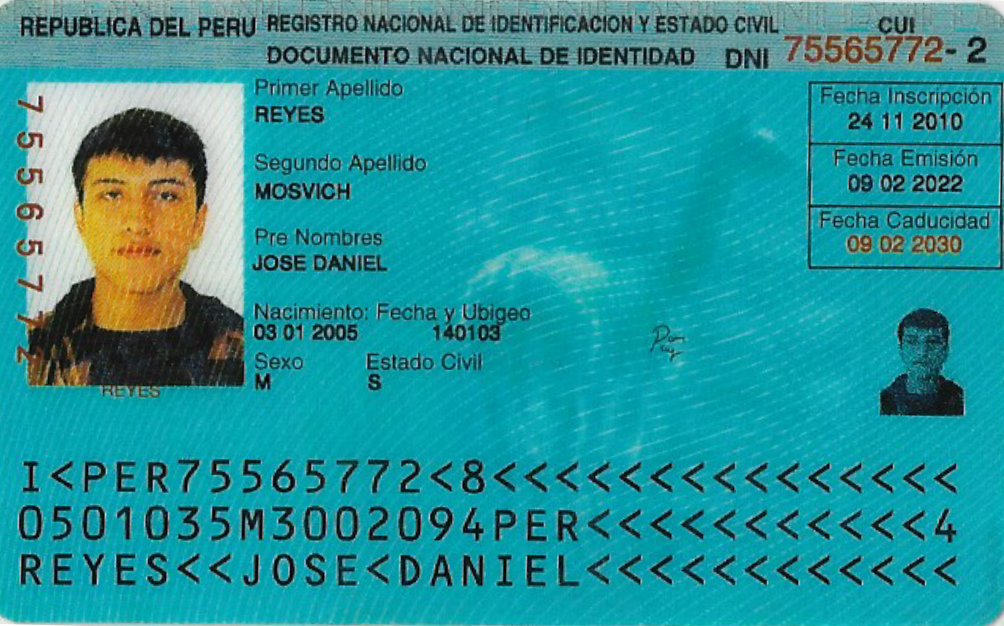 REPUBLICA DEL PERU REGISTRO NACIONAL DE IDENTIFICACION Y ESTADO CIVIL CUI
DOCUMENTO NACIONAL DE IDENTIDAD DNI 75565772-2
Primer Apellido
REYES
Segundo Apellido
MOSVICH
Pre Nombres
JOSE DANIEL
Nacimiento: Fecha y Ubigeo
03 01 2005 140103
Sexo Estado Civil
M S
Fecha Inscripción
24 11 2010
Fecha Emisión
09 02 2022
Fecha Caducidad
09 02 2030
75565772
REYES
I<PER75565772<8<<<<<<<<<<<<<<<
0501035M3002094PER<<<<<<<<<<<4
REYES<<JOSE<DANIEL<<<<<<<<<<<<